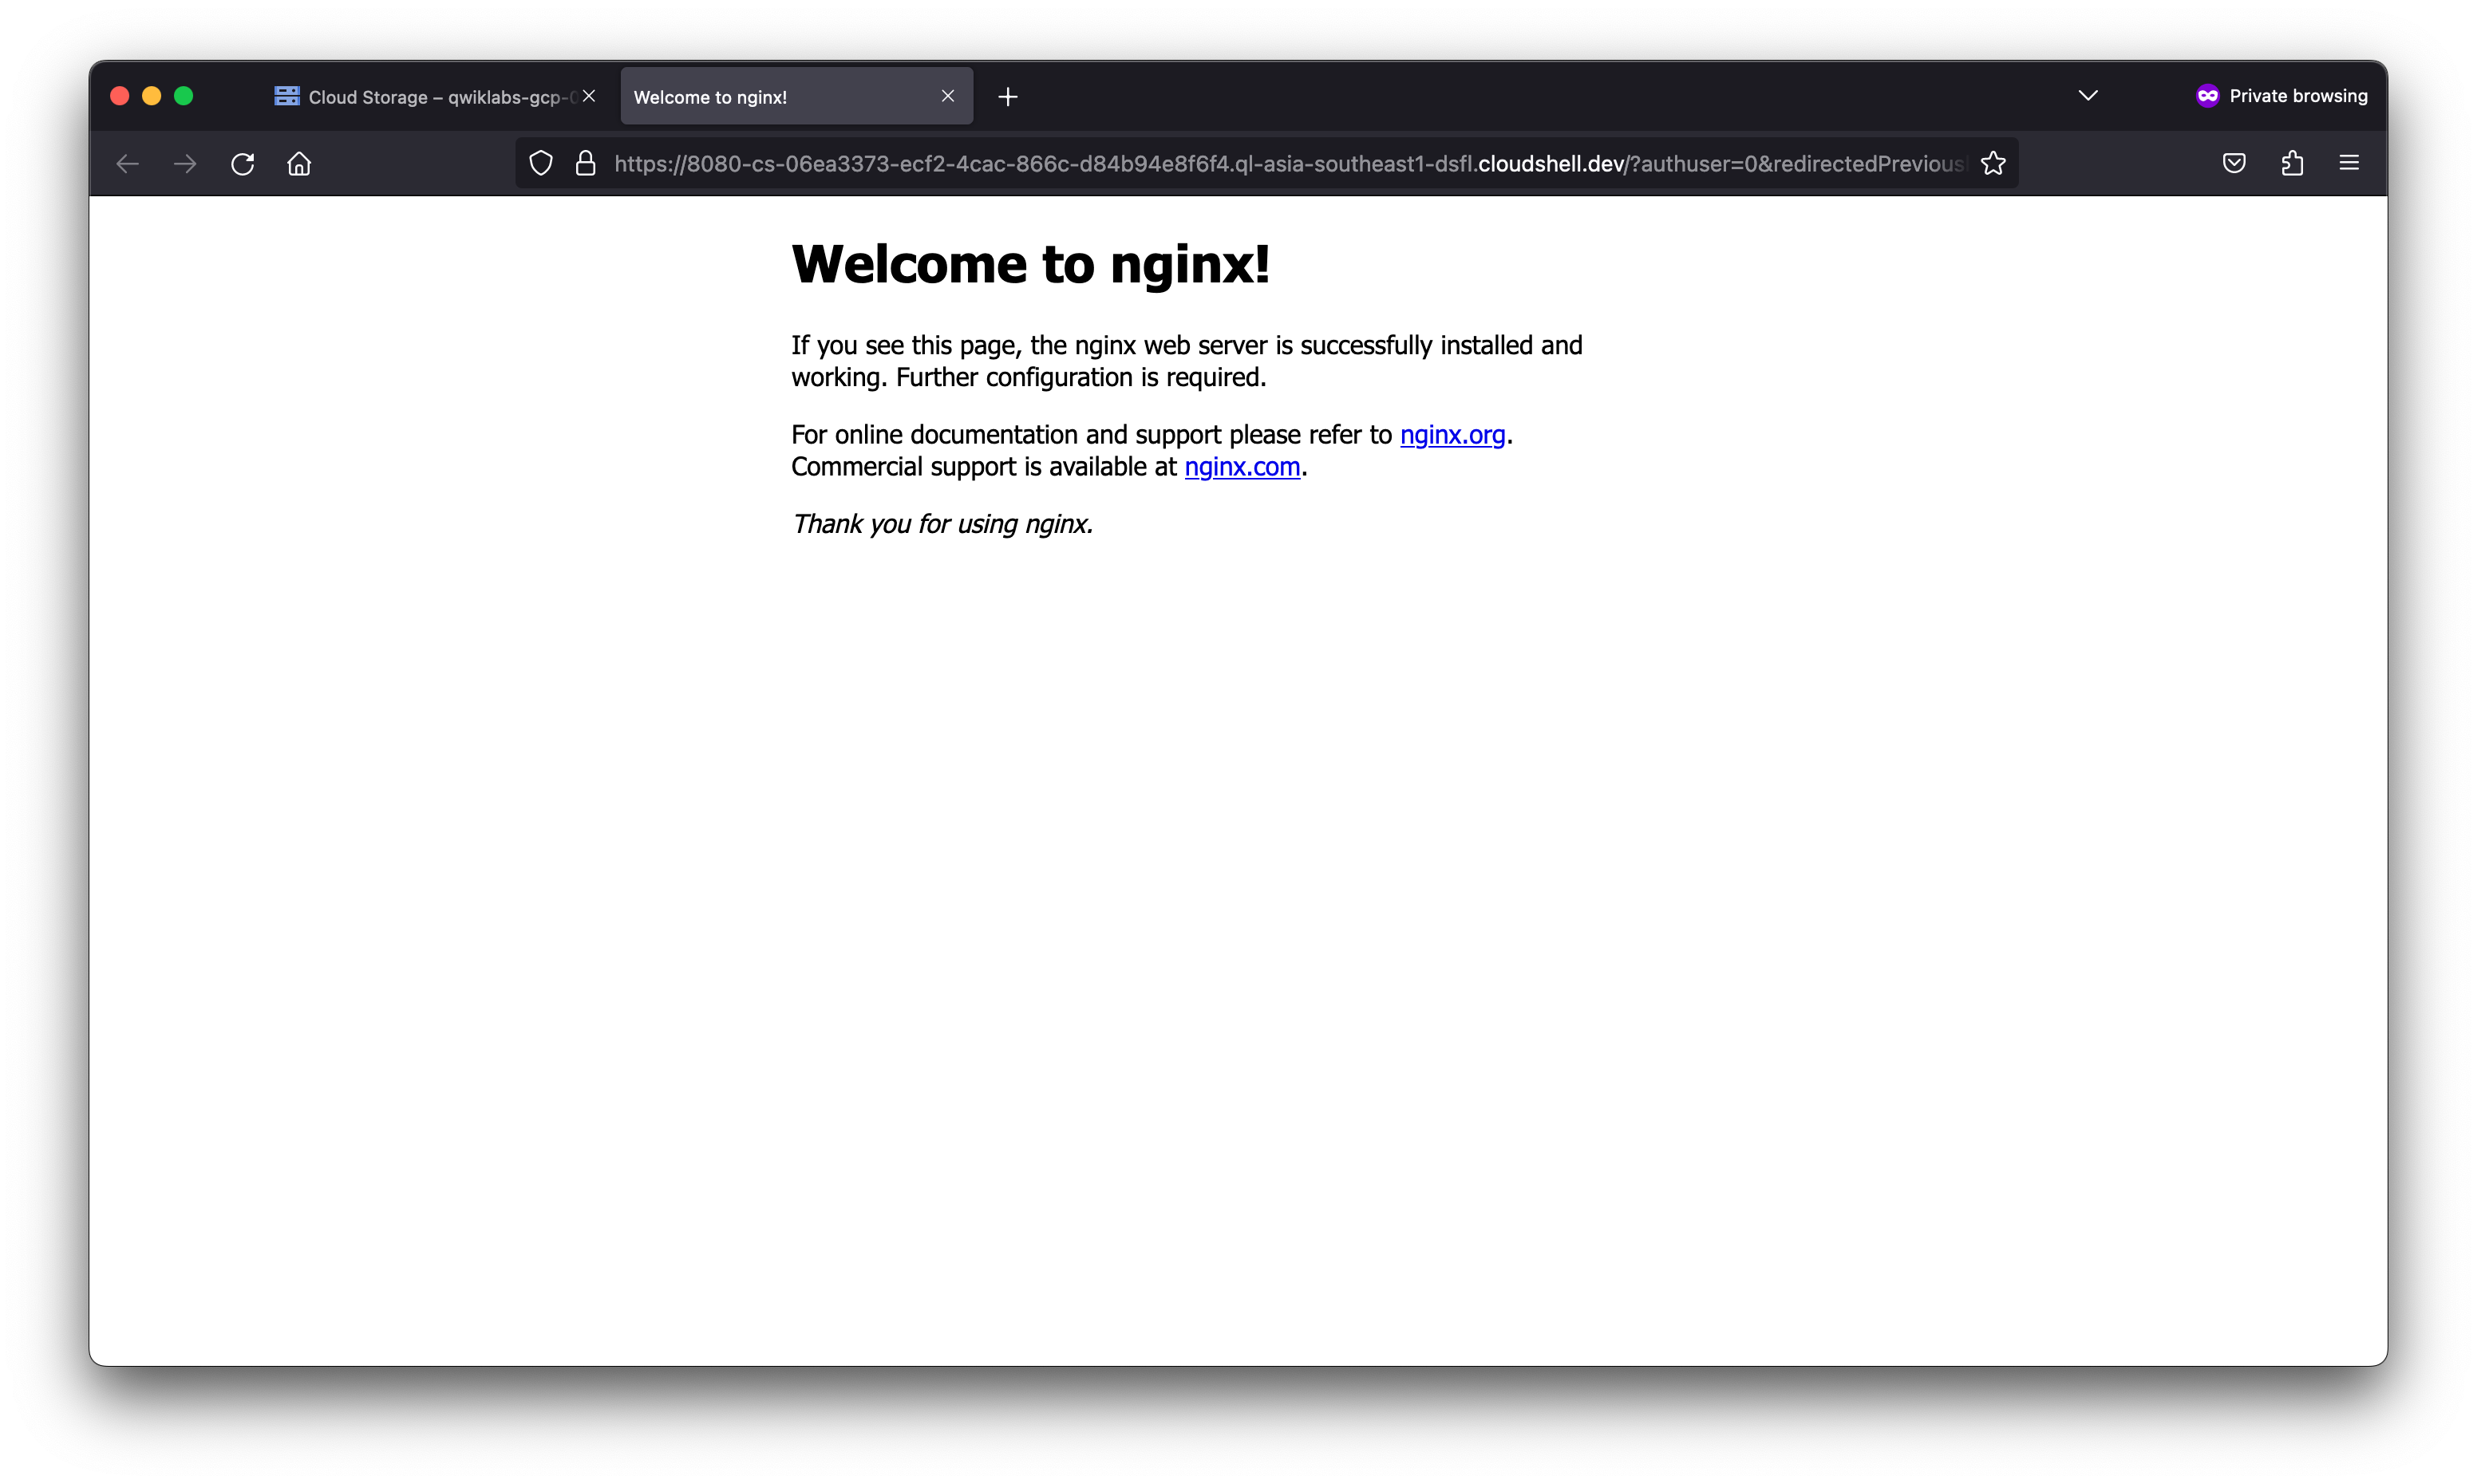 Cloud Storage – qwiklabs-gcp-0
Welcome to nginx!
Private browsing
https://8080-cs-06ea3373-ecf2-4cac-866c-d84b94e8f6f4.ql-asia-southeast1-dsfl.cloudshell.dev/?authuser=0&redirectedPrevious
Welcome to nginx!
If you see this page, the nginx web server is successfully installed and
working. Further configuration is required.
For online documentation and support please refer to nginx.org.
Commercial support is available at nginx.com.
Thank you for using nginx.